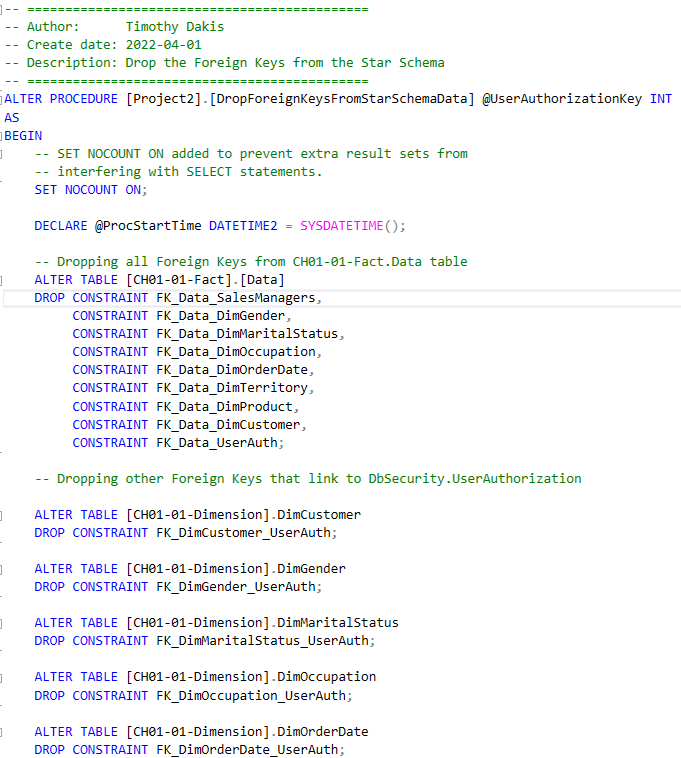 -- =============================================
-- Author:      Timothy Dakis
-- Create date: 2022-04-01
-- Description: Drop the Foreign Keys from the Star Schema
-- =============================================
ALTER PROCEDURE [Project2].[DropForeignKeysFromStarSchemaData] @UserAuthorizationKey INT
AS
BEGIN
    -- SET NOCOUNT ON added to prevent extra result sets from
    -- interfering with SELECT statements.
    SET NOCOUNT ON;

    DECLARE @ProcStartTime DATETIME2 = SYSDATETIME();

    -- Dropping all Foreign Keys from CH01-01-Fact.Data table
    ALTER TABLE [CH01-01-Fact].[Data]
    DROP CONSTRAINT FK_Data_SalesManagers,
         CONSTRAINT FK_Data_DimGender,
         CONSTRAINT FK_Data_DimMaritalStatus,
         CONSTRAINT FK_Data_DimOccupation,
         CONSTRAINT FK_Data_DimOrderDate,
         CONSTRAINT FK_Data_DimTerritory,
         CONSTRAINT FK_Data_DimProduct,
         CONSTRAINT FK_Data_DimCustomer,
         CONSTRAINT FK_Data_UserAuth;

    -- Dropping other Foreign Keys that link to DbSecurity.UserAuthorization

    ALTER TABLE [CH01-01-Dimension].DimCustomer
    DROP CONSTRAINT FK_DimCustomer_UserAuth;

    ALTER TABLE [CH01-01-Dimension].DimGender
    DROP CONSTRAINT FK_DimGender_UserAuth;

    ALTER TABLE [CH01-01-Dimension].DimMaritalStatus
    DROP CONSTRAINT FK_DimMaritalStatus_UserAuth;

    ALTER TABLE [CH01-01-Dimension].DimOccupation
    DROP CONSTRAINT FK_DimOccupation_UserAuth;

    ALTER TABLE [CH01-01-Dimension].DimOrderDate
    DROP CONSTRAINT FK_DimOrderDate_UserAuth;